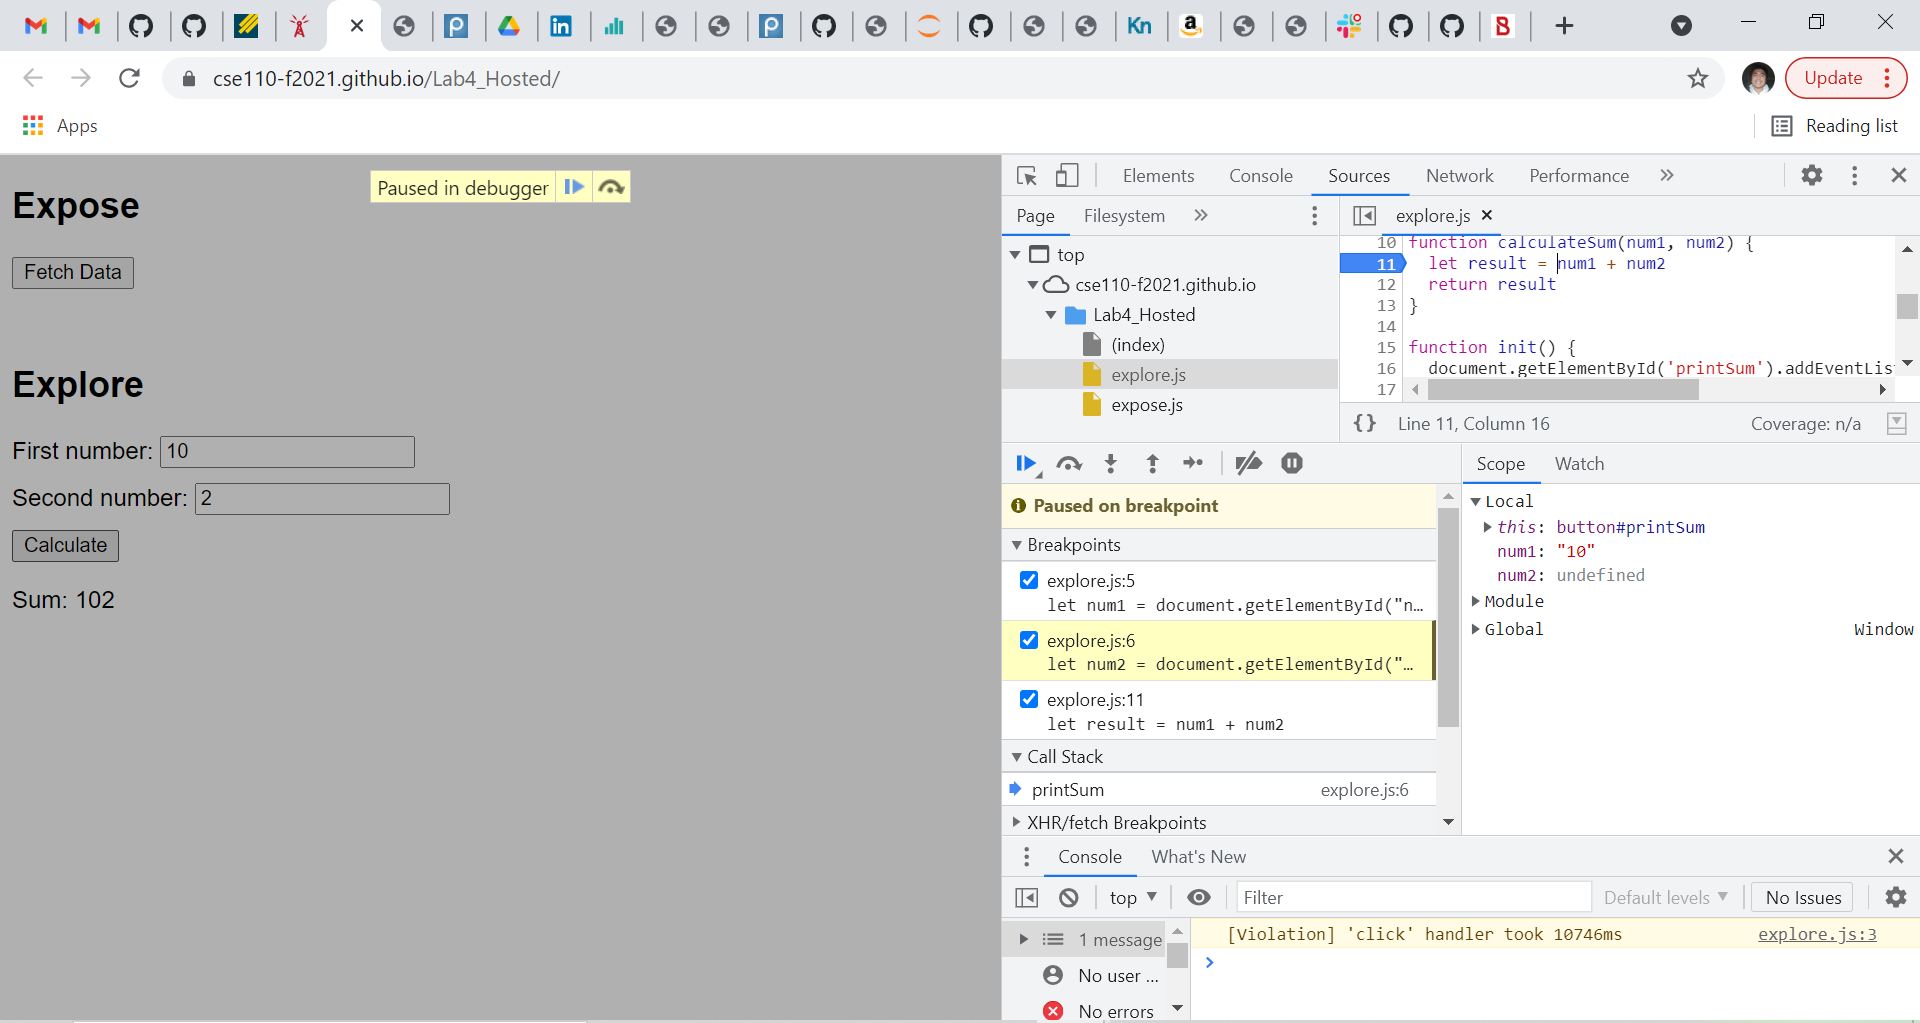 Kn
a
B
in
cse110-f2021.github.io/Lab4_Hosted/
Update
Apps
Reading list
Expose
Paused in debugger
Fetch Data
Explore
First number: 10
Second number: 2
Calculate
Sum: 102
Elements Console Sources Network Performance
Page Filesystem
explore.js
top
cse110-f2021.github.io
Lab4_Hosted
(index)
explore.js
expose.js
10 function calculateSum(num1, num2) {
11 let result = num1 + num2
12 return result
13 }
14
15 function init() {
16 document.getElementById('printSum').addEventLis
17
{} Line 11, Column 16 Coverage: n/a
Scope Watch
Paused on breakpoint
Breakpoints
explore.js:5
let num1 = document.getElementById("n…
explore.js:6
let num2 = document.getElementById("…
explore.js:11
let result = num1 + num2
Call Stack
printSum explore.js:6
XHR/fetch Breakpoints
Local
this: button#printSum
num1: "10"
num2: undefined
Module
Global Window
Console What's New
top Filter Default levels No Issues
1 message
No user ...
No errors
[Violation] 'click' handler took 10746ms explore.js:3